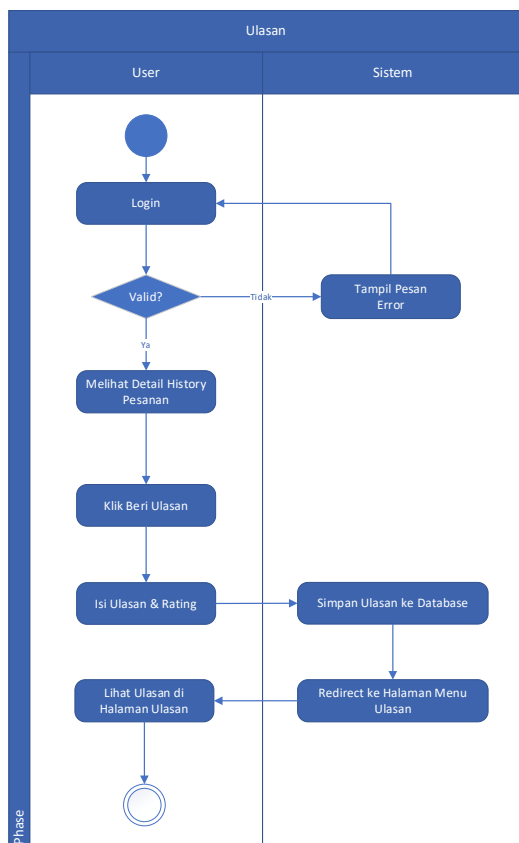 Ulasan
User
Sistem
Login
Valid?
Tidak
Tampil Pesan
Error
Ya
Melihat Detail History
Pesanan
Klik Beri Ulasan
Isi Ulasan & Rating
Simpan Ulasan ke Database
Lihat Ulasan di
Halaman Ulasan
Redirect ke Halaman Menu
Ulasan
Phase